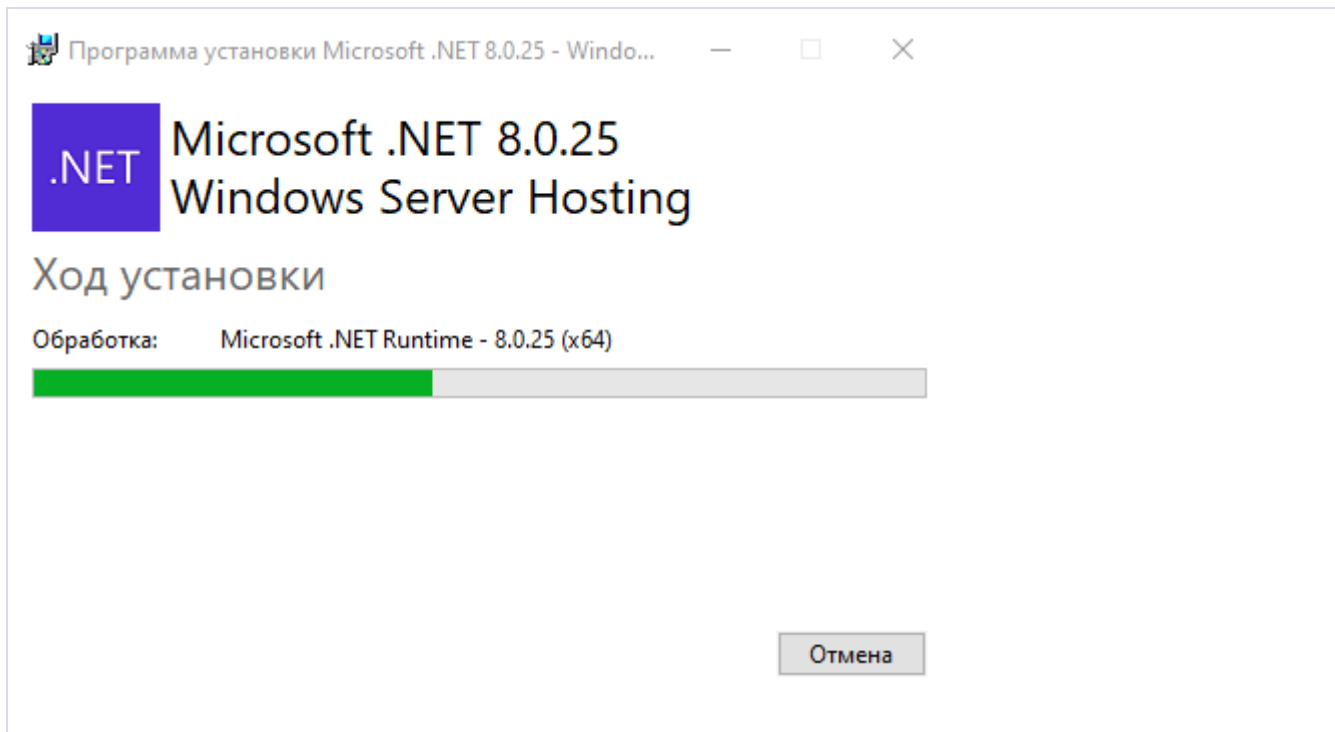 Программа установки Microsoft .NET 8.0.25 - Windo...
.NET
Microsoft .NET 8.0.25
Windows Server Hosting
Ход установки
Обработка: Microsoft .NET Runtime - 8.0.25 (x64)
Отмена